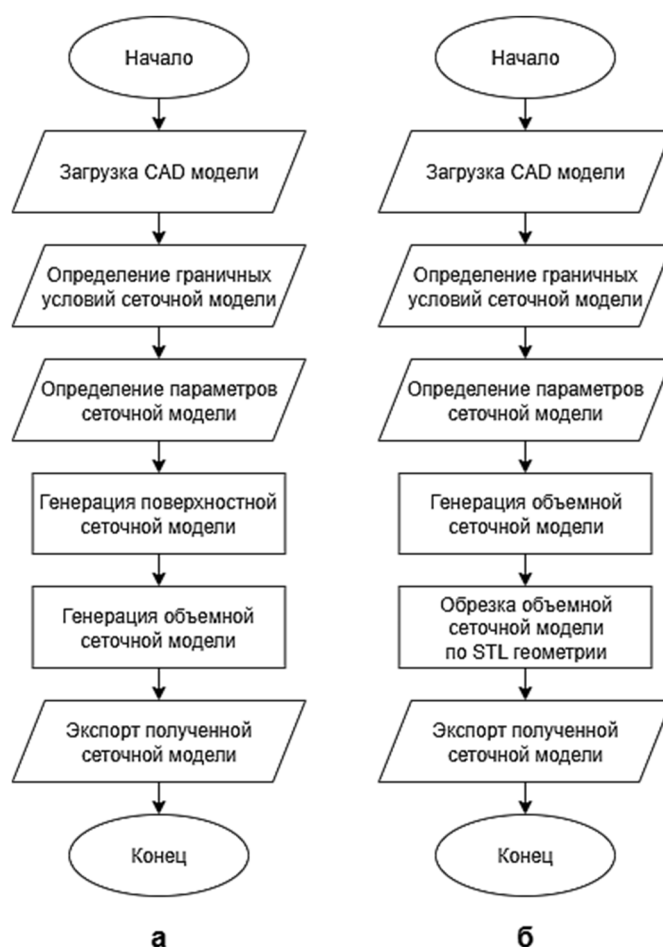 Начало
Загрузка CAD модели
Определение граничных
условий сеточной модели
Определение параметров
сеточной модели
Генерация поверхностной
сеточной модели
Генерация объемной
сеточной модели
Экспорт полученной
сеточной модели
Конец
а
Начало
Загрузка CAD модели
Определение граничных
условий сеточной модели
Определение параметров
сеточной модели
Генерация объемной
сеточной модели
Обрезка объемной
сеточной модели
по STL геометрии
Экспорт полученной
сеточной модели
Конец
б